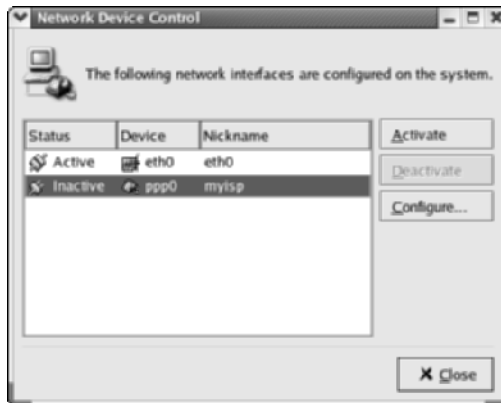 Network Device Control
The following network interfaces are configured on the system.
Status Device Nickname
Active eth0 eth0
Inactive ppp0 myisp
Activate
Deactivate
Configure...
Close